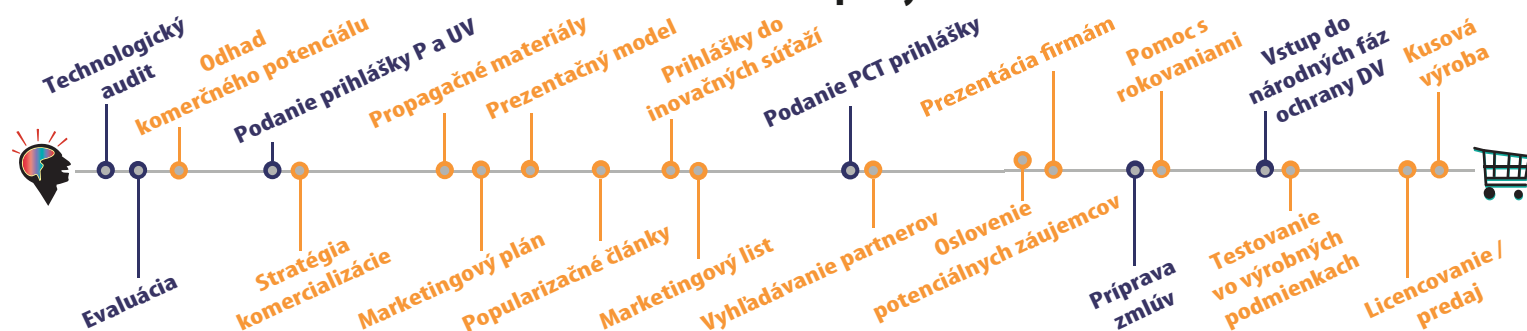 Technologický
audit
Evaluácia
Odhad
komerčného potenciálu
Podanie prihlášky P a UV
Stratégia
komercializácie
Propagačné materiály
Marketingový plán
Prezentačný model
Popularizačné články
Prihlášky do
inovačných súťaží
Marketingový list
Podanie PCT prihlášky
Vyhľadávanie partnerov
Oslovenie
potenciálnych záujemcov
Prezentácia firmám
Príprava
zmlúv
Pomoc s
rokovaniami
Vstup do
národných fáz
ochrany DV
Testovanie
vo výrobných
podmienkach
Licencovanie /
predaj
Kusová
výroba